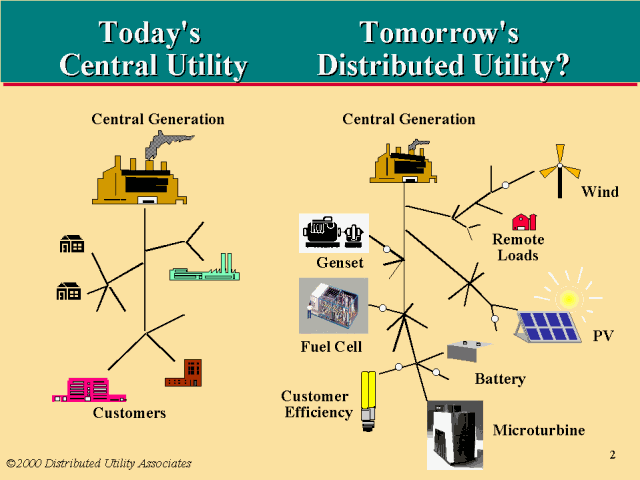 Today's
Central Utility
Tomorrow's
Distributed Utility?
Central Generation
Customers
Central Generation
Wind
Remote
Loads
Genset
Fuel Cell
PV
Battery
Customer
Efficiency
Microturbine
2
©2000 Distributed Utility Associates